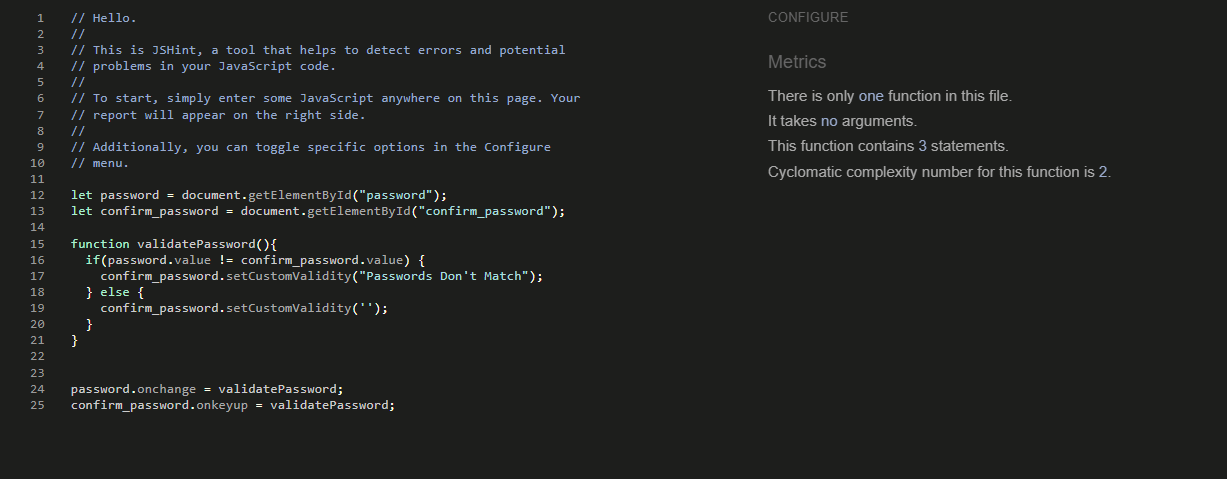 1 // Hello.
2 //
3 // This is JSHint, a tool that helps to detect errors and potential
4 // problems in your JavaScript code.
5 //
6 // To start, simply enter some JavaScript anywhere on this page. Your
7 // report will appear on the right side.
8 //
9 // Additionally, you can toggle specific options in the Configure
10 // menu.
11
12 let password = document.getElementById("password");
13 let confirm_password = document.getElementById("confirm_password");
14
15 function validatePassword(){
16   if(password.value != confirm_password.value) {
17     confirm_password.setCustomValidity("Passwords Don't Match");
18   } else {
19     confirm_password.setCustomValidity('');
20   }
21 }
22
23
24 password.onchange = validatePassword;
25 confirm_password.onkeyup = validatePassword;
CONFIGURE
Metrics
There is only one function in this file.
It takes no arguments.
This function contains 3 statements.
Cyclomatic complexity number for this function is 2.